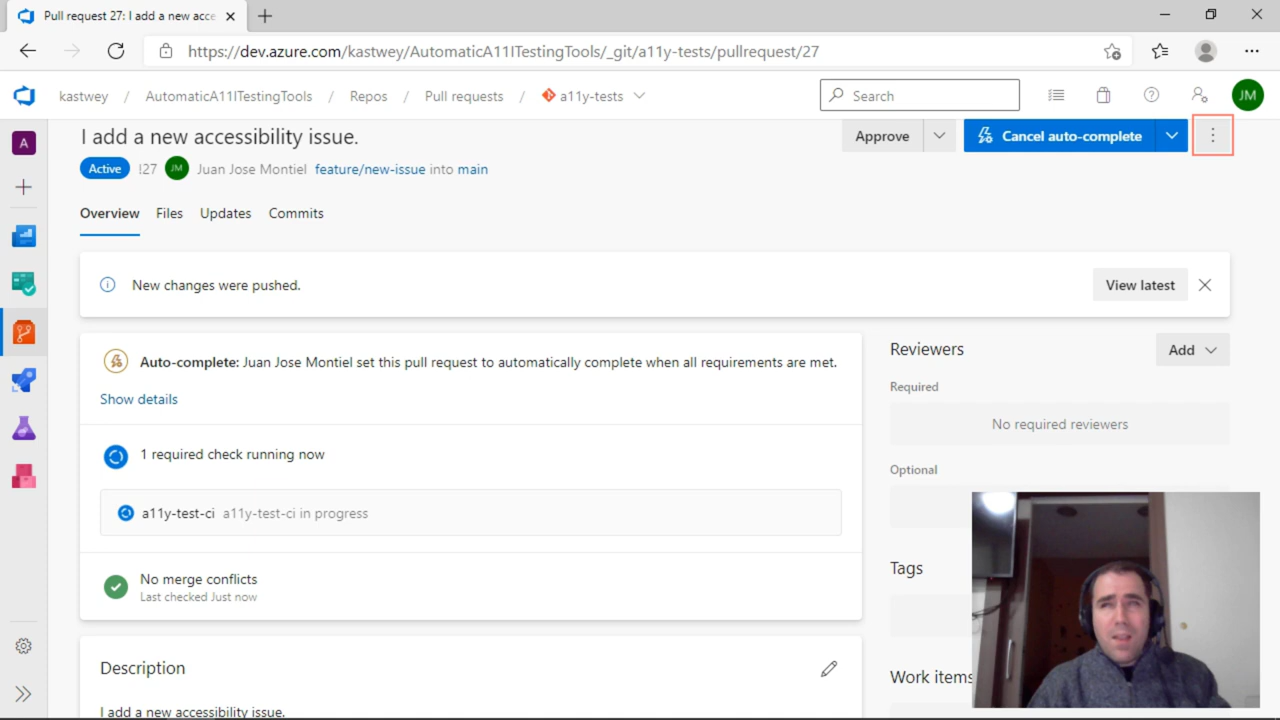 Pull request 27: I add a new acce
https://dev.azure.com/kastwey/AutomaticA11ITestingTools/_git/a11y-tests/pullrequest/27
kastwey / AutomaticA11ITestingTools / Repos / Pull requests / a11y-tests
Search
JM
A
I add a new accessibility issue.
Approve
Cancel auto-complete
Active !27 JM Juan Jose Montiel feature/new-issue into main
Overview Files Updates Commits
New changes were pushed.
View latest
Auto-complete: Juan Jose Montiel set this pull request to automatically complete when all requirements are met.
Show details
1 required check running now
a11y-test-ci a11y-test-ci in progress
No merge conflicts
Last checked Just now
Description
I add a new accessibility issue.
Reviewers
Add
Required
No required reviewers
Optional
Tags
Work items